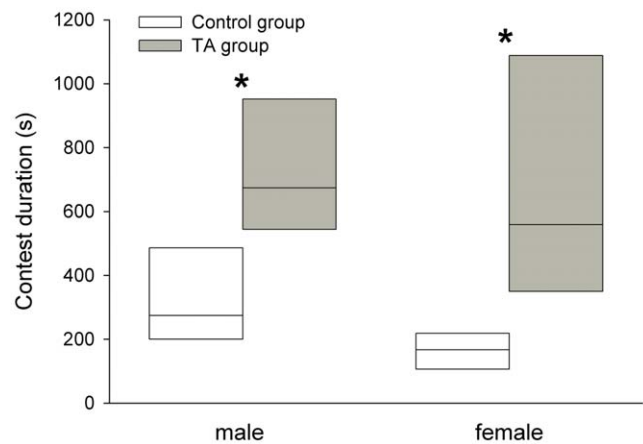 1200
1000
800
600
400
200
0
Contest duration (s)
Control group
TA group
*
*
male
female